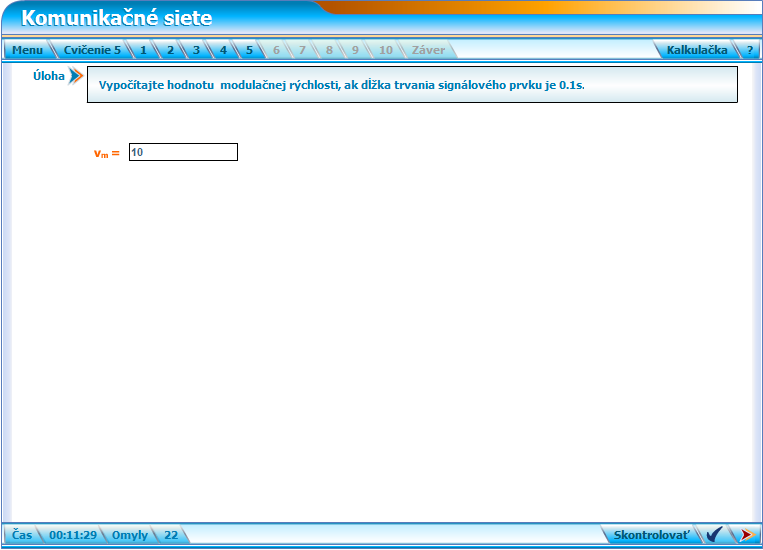 Komunikačné siete
Menu Cvičenie 5 1 2 3 4 5 6 7 8 9 10 Záver Kalkulačka ?
Úloha Vypočítajte hodnotu modulačnej rýchlosti, ak dĺžka trvania signálového prvku je 0.1s.
vm = 10
Čas 00:11:29 Omyly 22 Skontrolovať